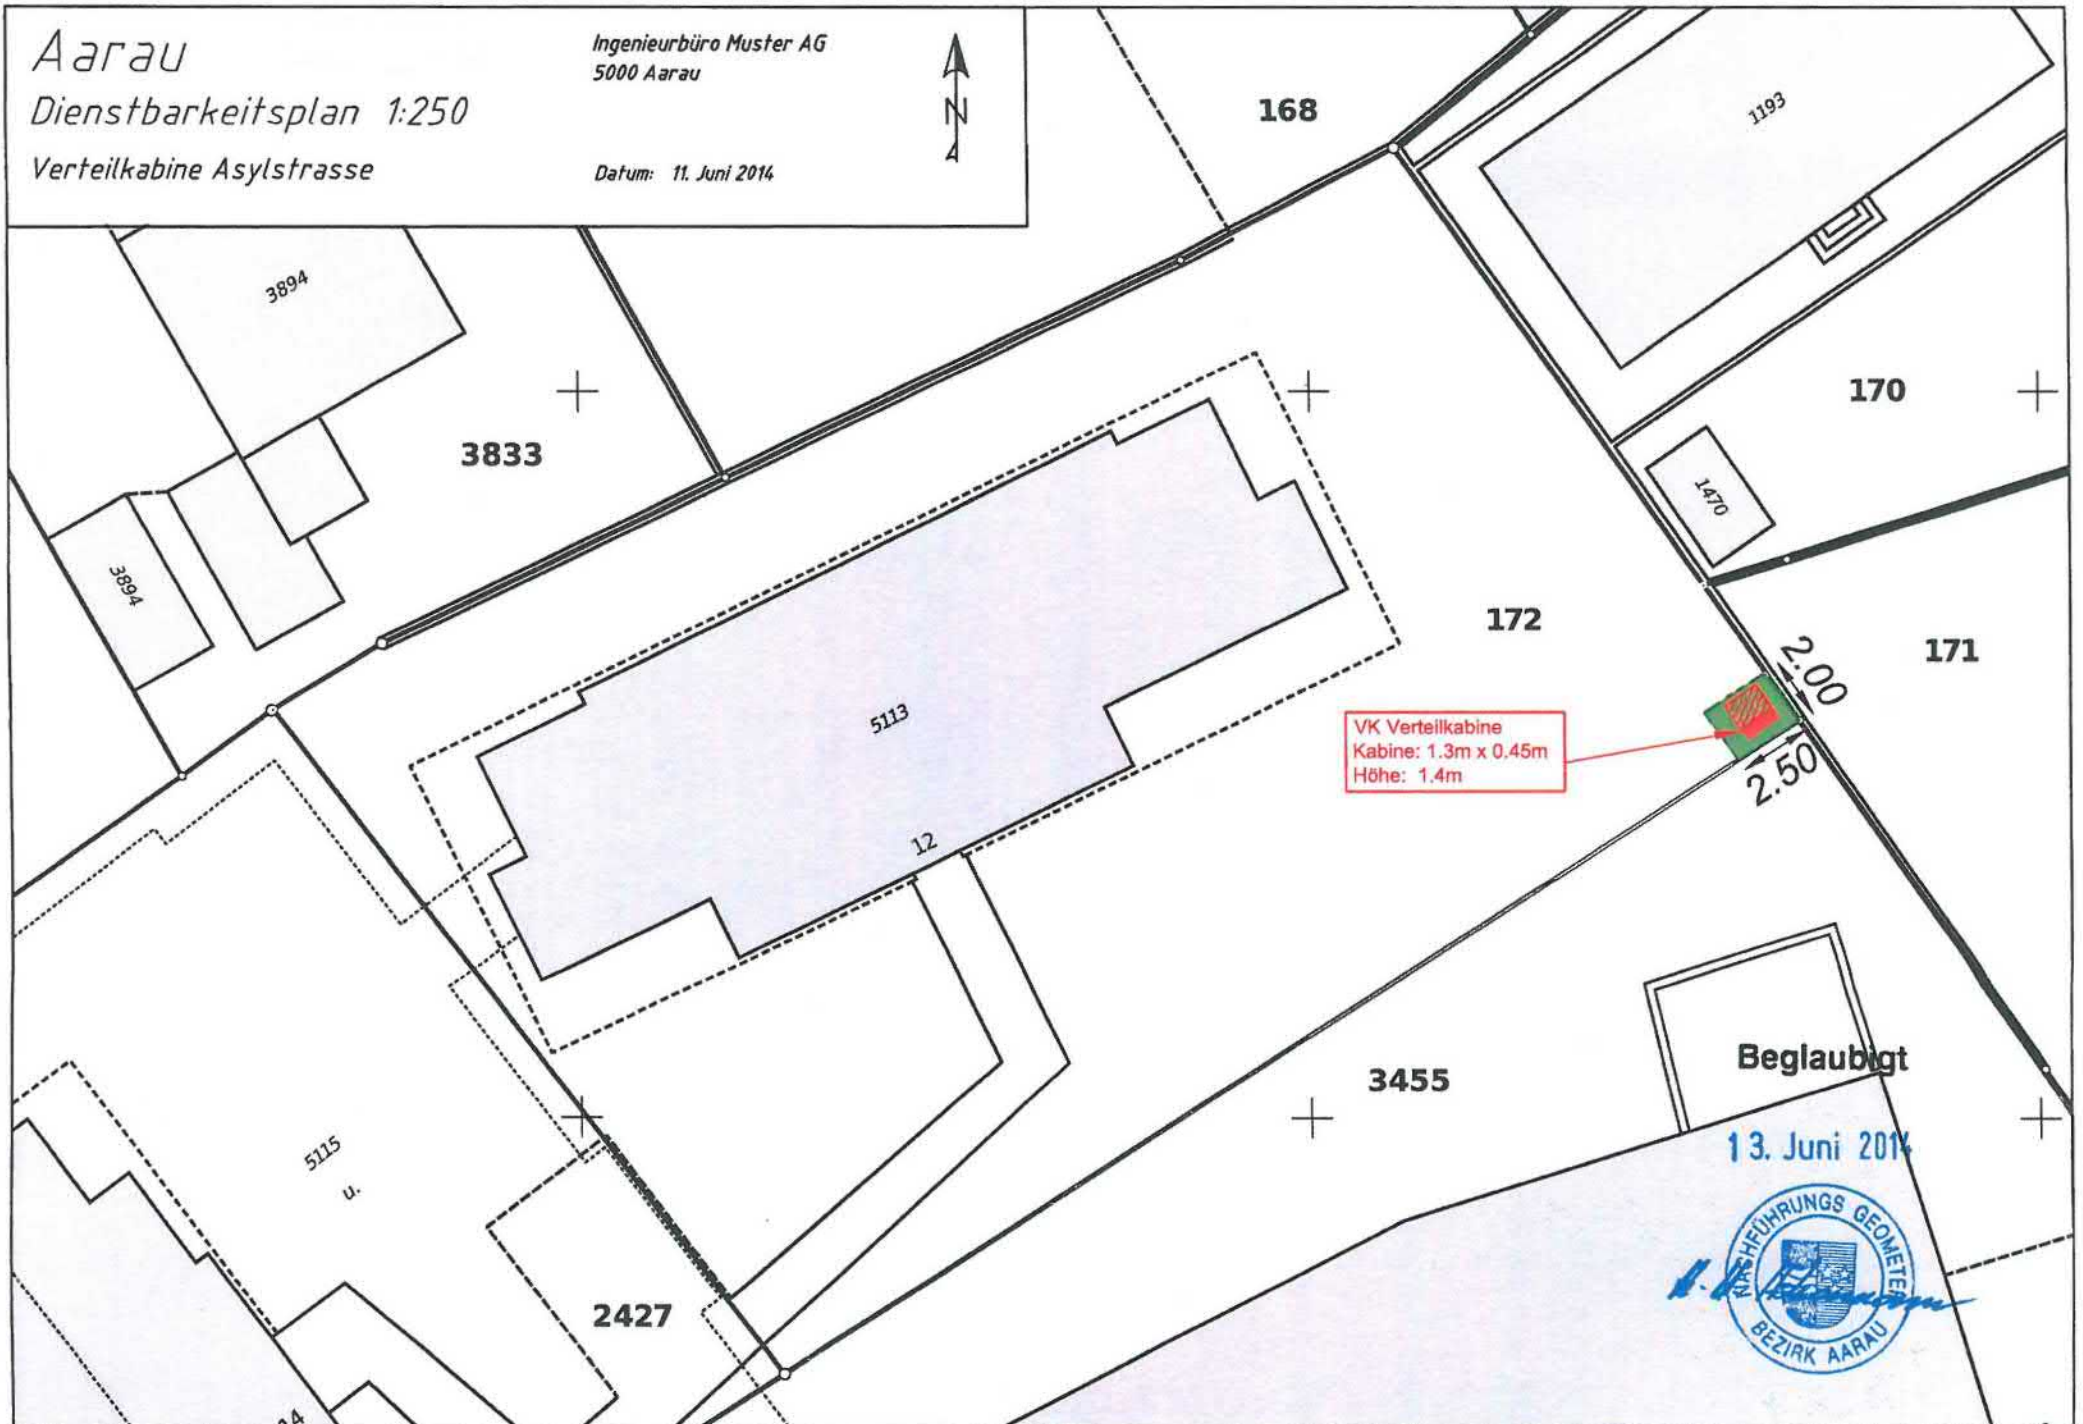 Aarau
Dienstbarkeitsplan 1:250
Verteilkabine Asylstrasse
Ingenieurbüro Muster AG
5000 Aarau
Datum: 11. Juni 2014
N
168
1193
3894
3833
170
1470
3894
172
171
2.00
5113
VK Verteilkabine
Kabine: 1.3m x 0.45m
Höhe: 1.4m
2.50
12
3455
Beglaubigt
13. Juni 2014
5115
u.
NACHFÜHRUNGS GEOMETER
BEZIRK AARAU
2427